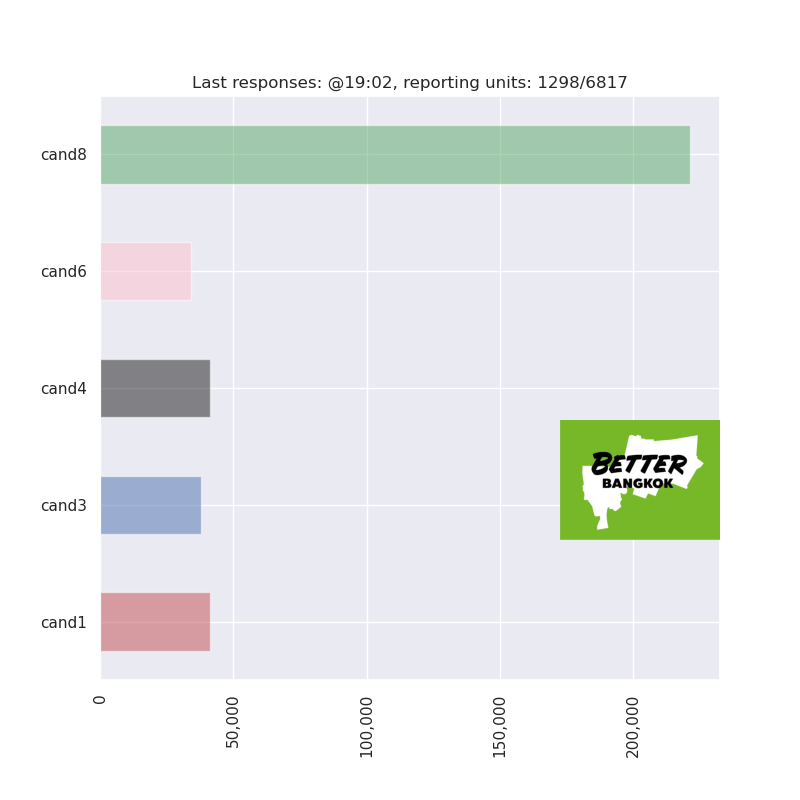 Last responses: @19:02, reporting units: 1298/6817
cand8
cand6
cand4
cand3
cand1
BETTER
BANGKOK
0
50,000
100,000
150,000
200,000